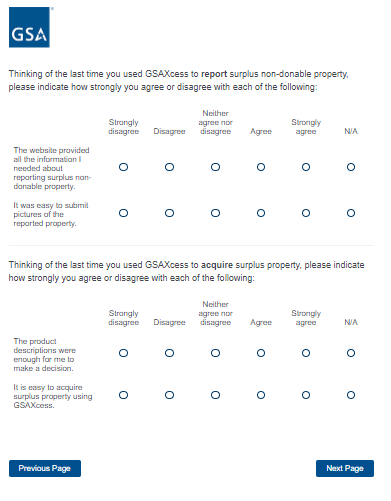 GSA
Thinking of the last time you used GSAXcess to report surplus non-donable property,
please indicate how strongly you agree or disagree with each of the following:
Strongly disagree Disagree Neither agree nor disagree Agree Strongly agree N/A
The website provided
all the information I
needed about
reporting surplus non-
donable property.
It was easy to submit
pictures of the
reported property.
Thinking of the last time you used GSAXcess to acquire surplus property, please indicate
how strongly you agree or disagree with each of the following:
Strongly disagree Disagree Neither agree nor disagree Agree Strongly agree N/A
The product
descriptions were
enough for me to
make a decision.
It is easy to acquire
surplus property using
GSAXcess.
Previous Page Next Page